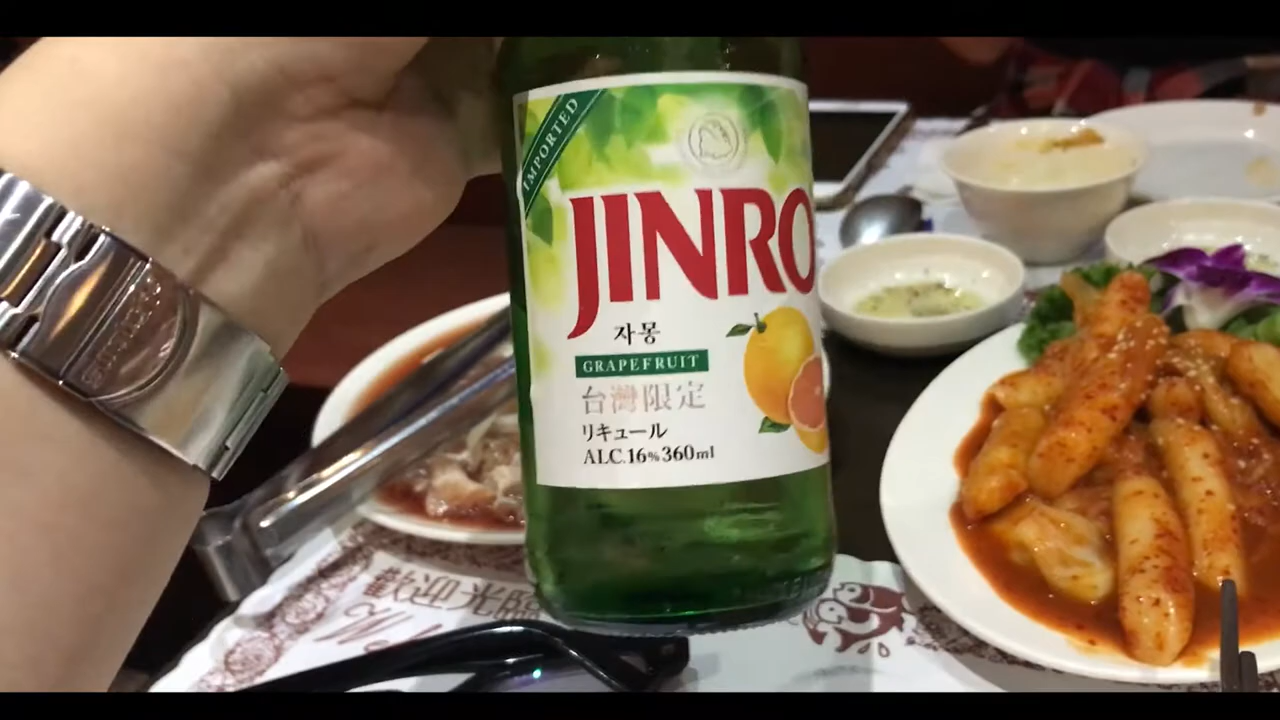 IMPORTED
JINRO
자몽
GRAPEFRUIT
台灣限定
リキュール
ALC.16% 360ml
歡迎光臨